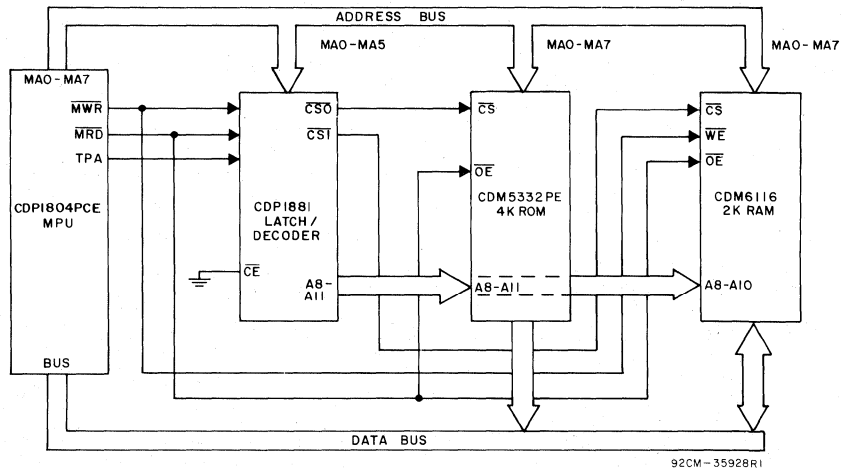 ADDRESS BUS
MA0-MA5
MA0-MA7
MA0-MA7
MA0-MA7
MWR
MRD
TPA
CDP1804PCE
MPU
BUS
CS0
CS1
CDP1881
LATCH/
DECODER
CE
A8-
A11
CS
OE
CDM5332PE
4K ROM
A8-A11
CS
WE
OE
CDM6116
2K RAM
A8-A10
DATA BUS
92CM-35928R1